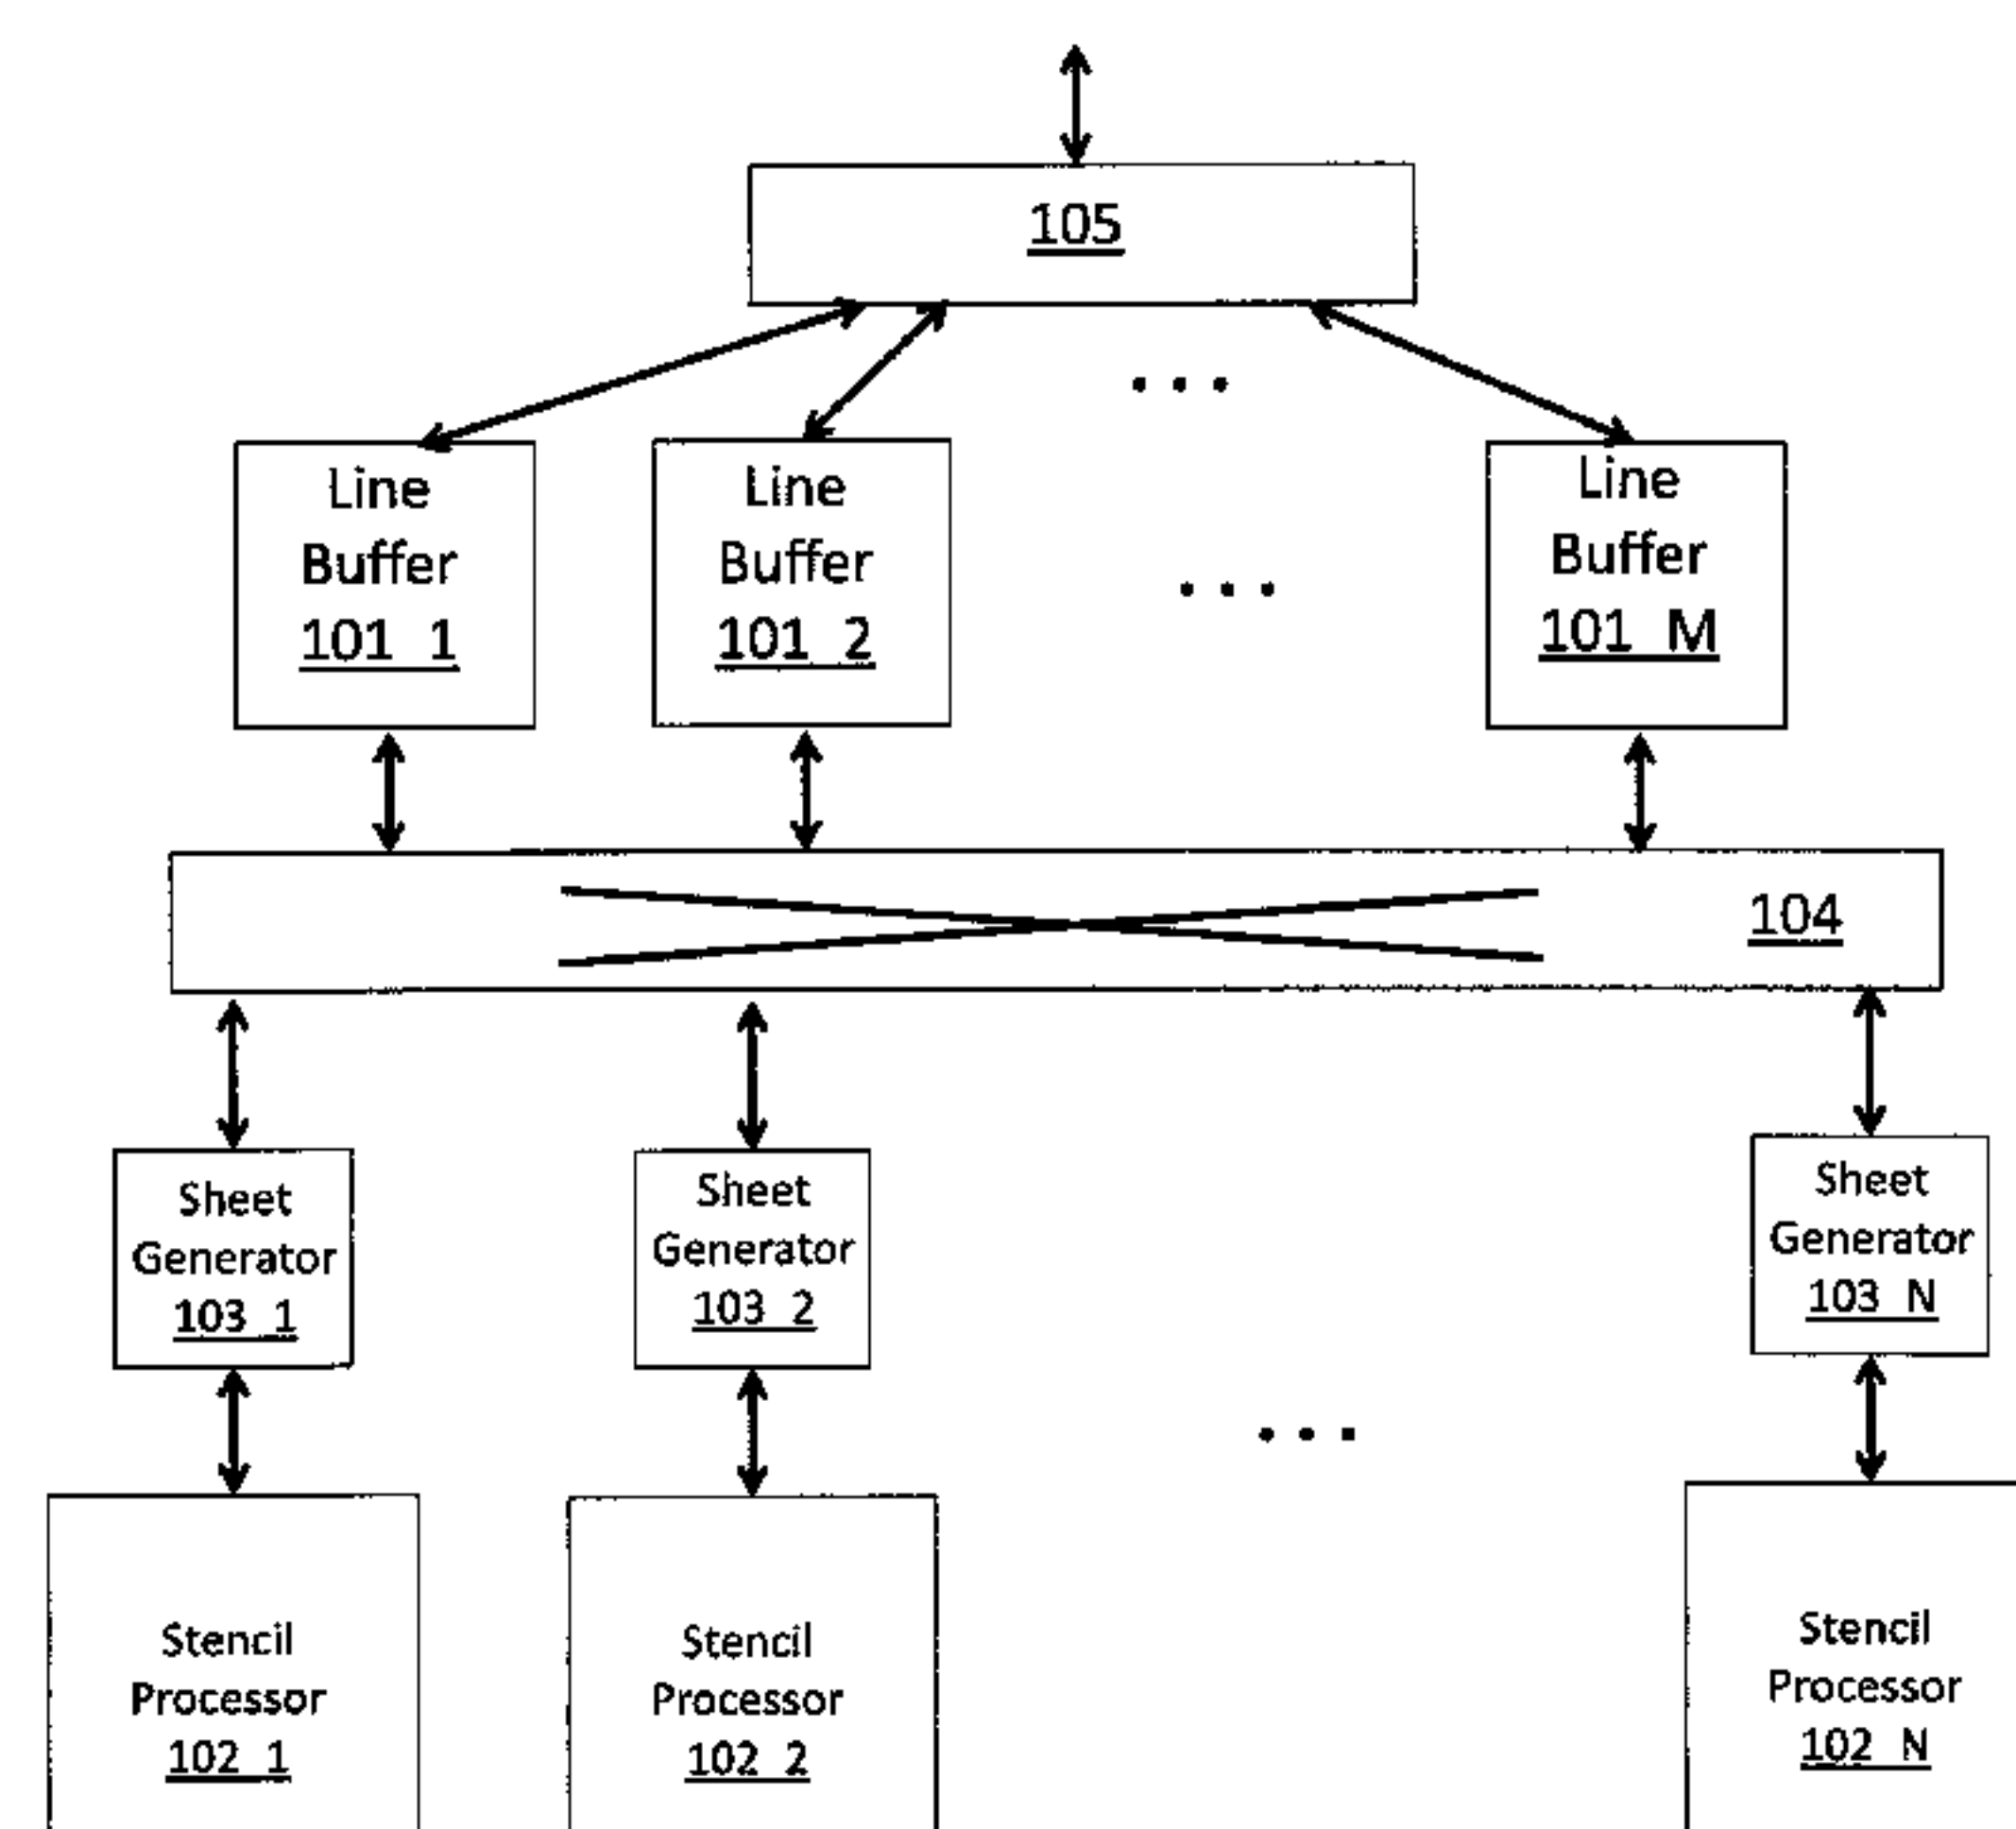 105
Line
Buffer
101_1
Line
Buffer
101_2
Line
Buffer
101_M
104
Sheet
Generator
103_1
Sheet
Generator
103_2
Sheet
Generator
103_N
Stencil
Processor
102_1
Stencil
Processor
102_2
Stencil
Processor
102_N